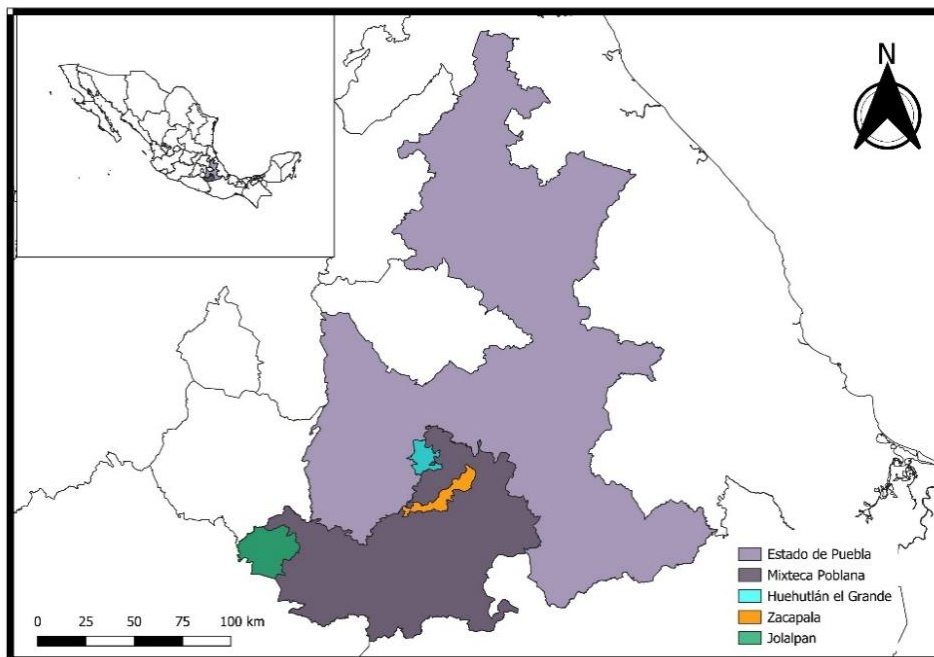 N
Estado de Puebla
Mixteca Poblana
Huehutlán el Grande
Zacapala
Jolalpan
0 25 50 75 100 km